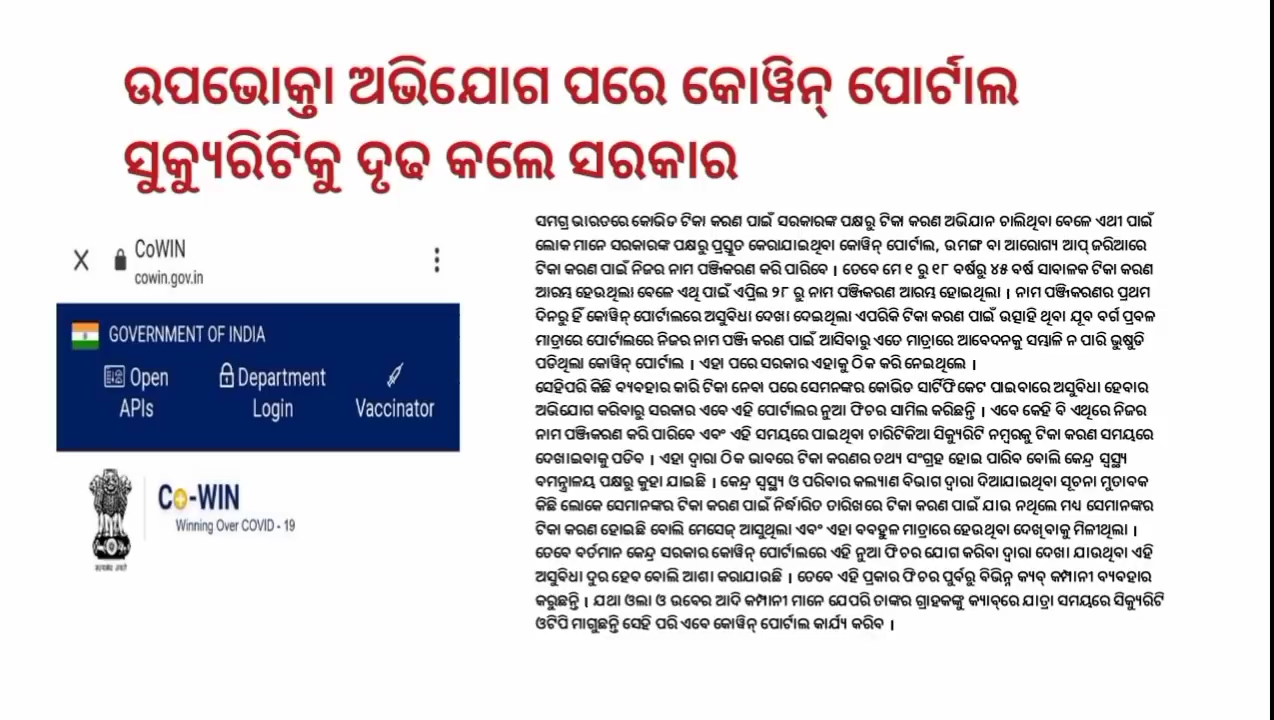 ଉପଭୋକ୍ତା ଅଭିଯୋଗ ପରେ କୋୱିନ୍ ପୋର୍ଟାଲ
ସୁକ୍ୟୁରିଟିକୁ ଦୃଢ କଲେ ସରକାର
CoWIN
cowin.gov.in
GOVERNMENT OF INDIA
Open APIs
Department Login
Vaccinator
Co-WIN
Winning Over COVID - 19
ସମଗ୍ର ଭାରତରେ କୋଭିଡ ଟିକା କରଣ ପାଇଁ ସରକାରଙ୍କ ପକ୍ଷରୁ ଟିକା କରଣ ଅଭିଯାନ ଚାଲିଥିବା ବେଳେ ଏଥୀ ପାଇଁ
ଲୋକ ମାନେ ସରକାରଙ୍କ ପକ୍ଷରୁ ପ୍ରସ୍ତୁତ କେରାଯାଇଥିବା କୋୱିନ୍ ପୋର୍ଟାଲ, ଉମଙ୍ଗ ବା ଆରୋଗ୍ୟ ଆପ୍ ଜରିଆରେ
ଟିକା କରଣ ପାଇଁ ନିଜର ନାମ ପଞ୍ଜିକରଣ କରି ପାରିବେ । ତେବେ ମେ ୧ ରୁ ୧୮ ବର୍ଷରୁ ୪୫ ବର୍ଷ ସାବାଳକ ଟିକା କରଣ
ଆରମ୍ଭ ହେଉଥିଲା ବେଳେ ଏଥି ପାଇଁ ଏପ୍ରିଲ ୨୮ ରୁ ନାମ ପଞ୍ଜିକରଣ ଆରମ୍ଭ ହୋଇଥିଲା । ନାମ ପଞ୍ଜିକରଣର ପ୍ରଥମ
ଦିନରୁ ହିଁ କୋୱିନ୍ ପୋର୍ଟାଲରେ ଅସୁବିଧା ଦେଖା ଦେଇଥିଲା ଏପରିକି ଟିକା କରଣ ପାଇଁ ଉତ୍ସାହି ଥିବା ଯୂବ ବର୍ଗ ପ୍ରବଳ
ମାତ୍ରାରେ ପୋର୍ଟାଲରେ ନିଜର ନାମ ପଞ୍ଜି କରଣ ପାଇଁ ଆସିବାରୁ ଏତେ ମାତ୍ରାରେ ଆବେଦନକୁ ସମ୍ଭାଳି ନ ପାରି ଭୁଷୁଡି
ପଡିଥିଲା କୋୱିନ୍ ପୋର୍ଟାଲ । ଏହା ପରେ ସରକାର ଏହାକୁ ଠିକ କରି ନେଇଥିଲେ ।
ସେହିପରି କିଛି ବ୍ୟବହାର କାରି ଟିକା ନେବା ପରେ ସେମନଙ୍କର କୋଭିଡ ସାର୍ଟିଫିକେଟ ପାଇବାରେ ଅସୁବିଧା ହେବାର
ଅଭିଯୋଗ କରିବାରୁ ସରକାର ଏବେ ଏହି ପୋର୍ଟାଲର ନୁଆ ଫିଚର ସାମିଲ କରିଛନ୍ତି । ଏବେ କେହି ବି ଏଥିରେ ନିଜର
ନାମ ପଞ୍ଜିକରଣ କରି ପାରିବେ ଏବଂ ଏହି ସମୟରେ ପାଇଥିବା ଚାରିଟିକିଆ ସିକ୍ୟୁରିଟି ନମ୍ବରକୁ ଟିକା କରଣ ସମୟରେ
ଦେଖାଇବାକୁ ପଡିବ । ଏହା ଦ୍ୱାରା ଠିକ ଭାବରେ ଟିକା କରଣର ତଥ୍ୟ ସଂଗ୍ରହ ହୋଇ ପାରିବ ବୋଲି କେନ୍ଦ୍ର ସ୍ୱସ୍ଥ୍ୟ
ବମନ୍ତ୍ରାଳୟ ପକ୍ଷରୁ କୁହା ଯାଇଛି । କେନ୍ଦ୍ର ସ୍ୱସ୍ଥ୍ୟ ଓ ପରିବାର କଲ୍ୟାଣ ବିଭାଗ ଦ୍ୱାରା ଦିଆଯାଇଥିବା ସୂଚନା ମୁତାବକ
କିଛି ଲୋକେ ସେମାନଙ୍କର ଟିକା କରଣ ପାଇଁ ନିର୍ଦ୍ଧାରିତ ତାରିଖରେ ଟିକା କରଣ ପାଇଁ ଯାଉ ନଥିଲେ ମଧ୍ୟ ସେମାନଙ୍କର
ଟିକା କରଣ ହୋଇଛି ବୋଲି ମେସେଜ୍ ଆସୁଥିଲା ଏବଂ ଏହା ବବହୁଳ ମାତ୍ରାରେ ହେଉଥିବା ଦେଖିବାକୁ ମିଳୀଥିଲା ।
ତେବେ ବର୍ତମାନ କେନ୍ଦ୍ର ସରକାର କୋୱିନ୍ ପୋର୍ଟାଲରେ ଏହି ନୁଆ ଫିଚର ଯୋଗ କରିବା ଦ୍ୱାରା ଦେଖା ଯାଉଥିବା ଏହି
ଅସୁବିଧା ଦୁର ହେବ ବୋଲି ଆଶା କରାଯାଉଛି । ତେବେ ଏହି ପ୍ରକାର ଫିଚର ପୁର୍ବରୁ ବିଭିନ୍ନ କ୍ୟବ୍ କମ୍ପାନୀ ବ୍ୟବହାର
କରୁଛନ୍ତି । ଯଥା ଓଲା ଓ ଉବେର ଆଦି କମ୍ପାନୀ ମାନେ ଯେପରି ତାଙ୍କର ଗ୍ରାହକଙ୍କୁ କ୍ୟାବ୍‌ରେ ଯାତ୍ରା ସମୟରେ ସିକ୍ୟୁରିଟି
ଓଟିପି ମାଗୁଛନ୍ତି ସେହି ପରି ଏବେ କୋୱିନ୍ ପୋର୍ଟାଲ କାର୍ଯ୍ୟ କରିବ ।